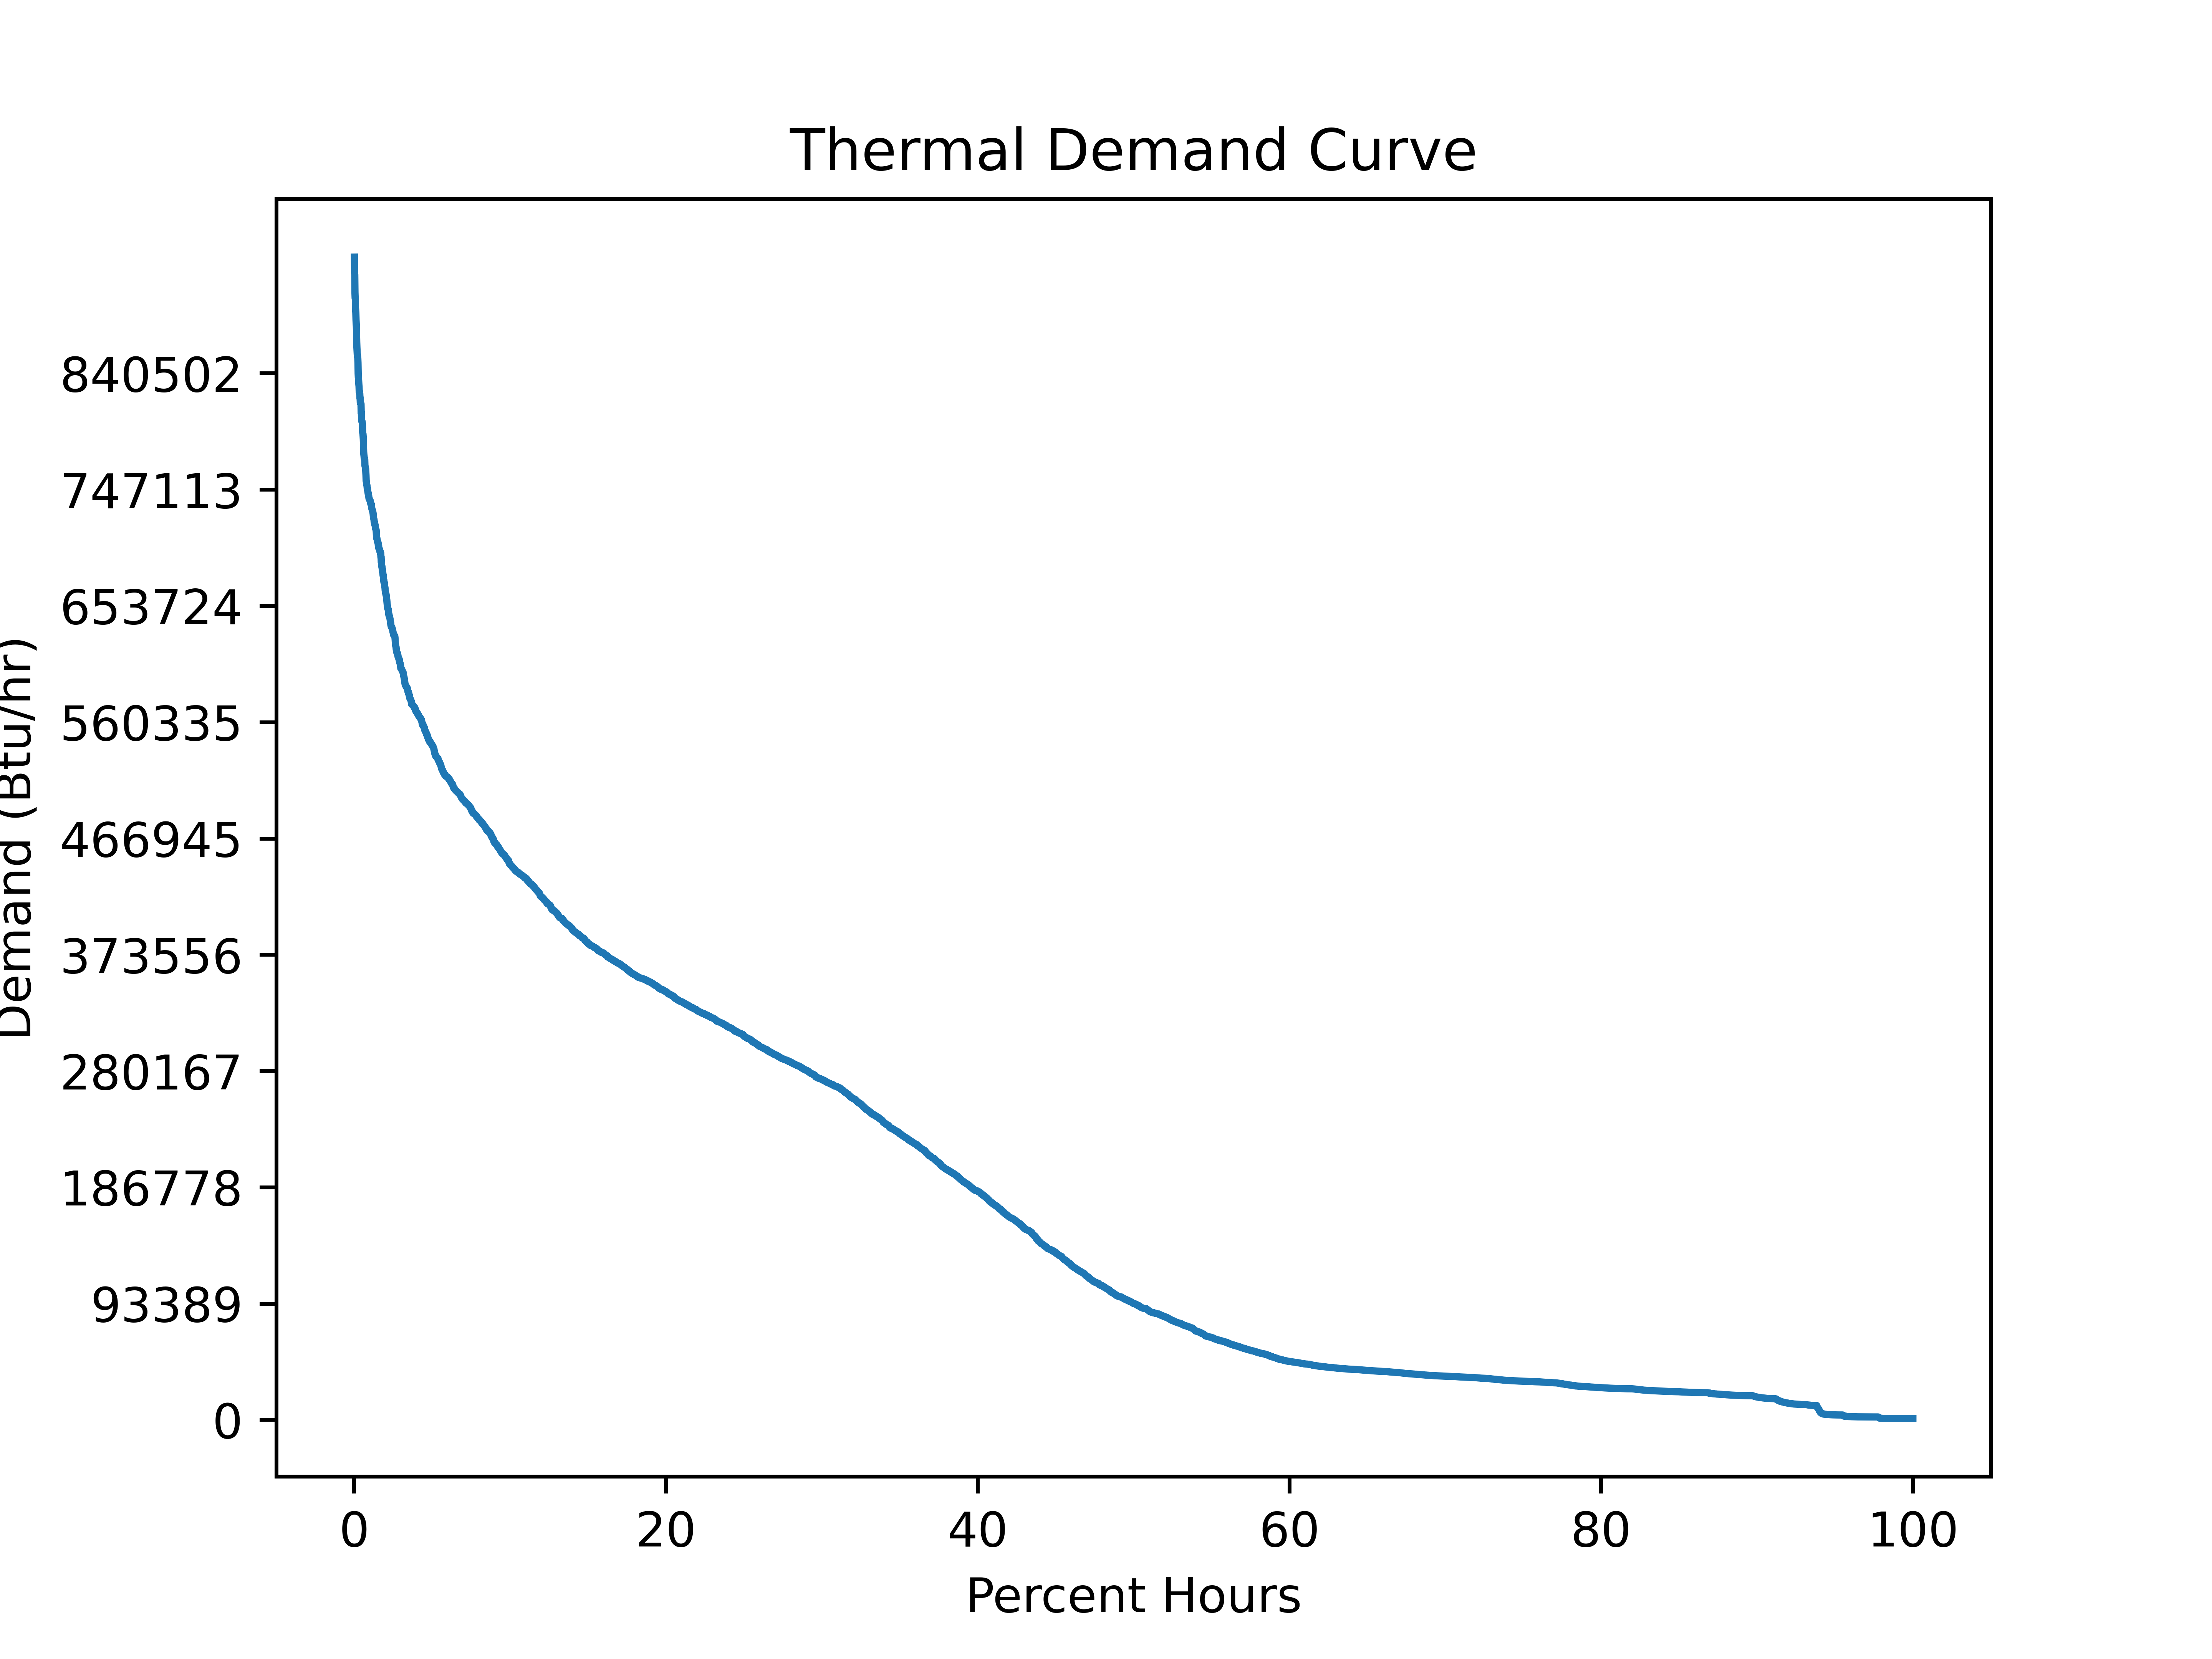 Thermal Demand Curve
Demand (Btu/hr)
840502
747113
653724
560335
466945
373556
280167
186778
93389
0
0 20 40 60 80 100
Percent Hours